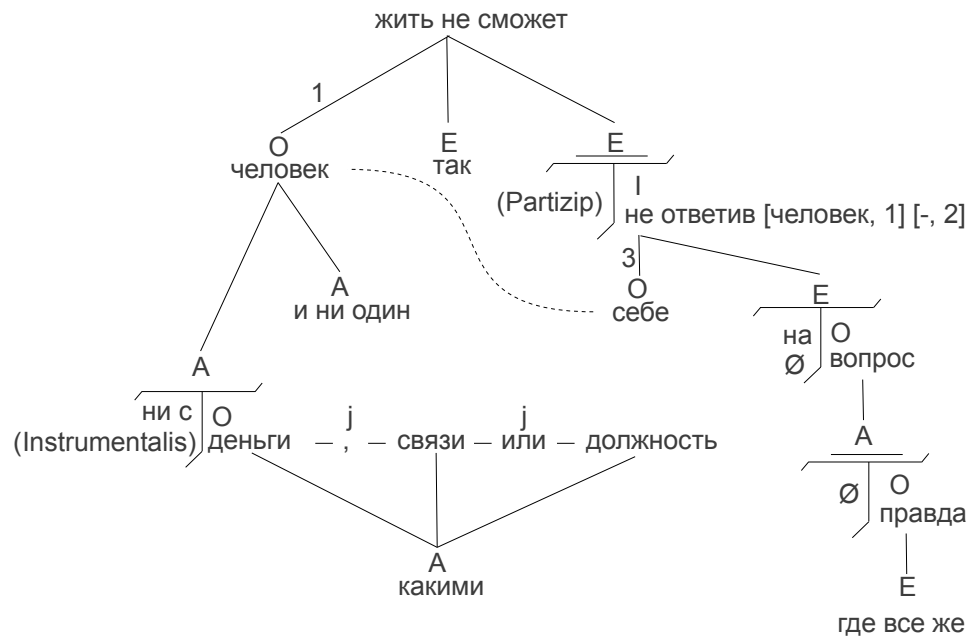 жить не сможет
1
O
человек
E
так
E
(Partizip)
I
не ответив [человек, 1] [-, 2]
3
O
себе
A
и ни один
E
на
Ø
O
вопрос
A
ни с
(Instrumentalis)
O
деньги – , – связи – или – должность
j
j
A
какими
A
Ø
O
правда
E
где все же